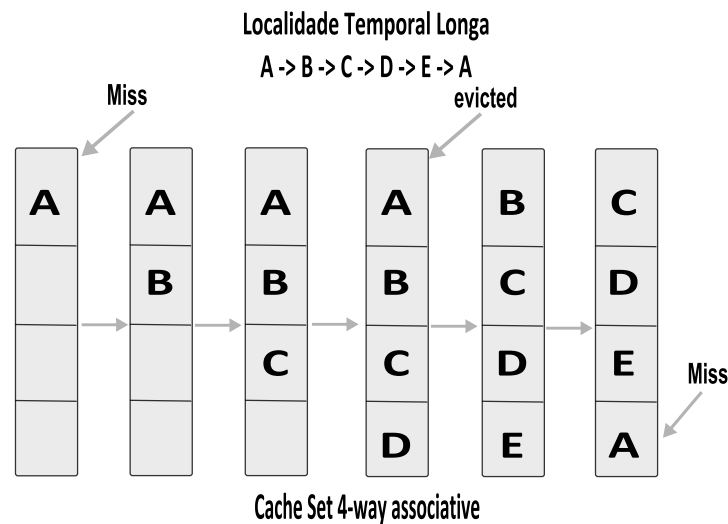 Localidade Temporal Longa
A -> B -> C -> D -> E -> A
Miss
evicted
A A A A B C
B B B C D
C C D E
Miss
D E A
Cache Set 4-way associative